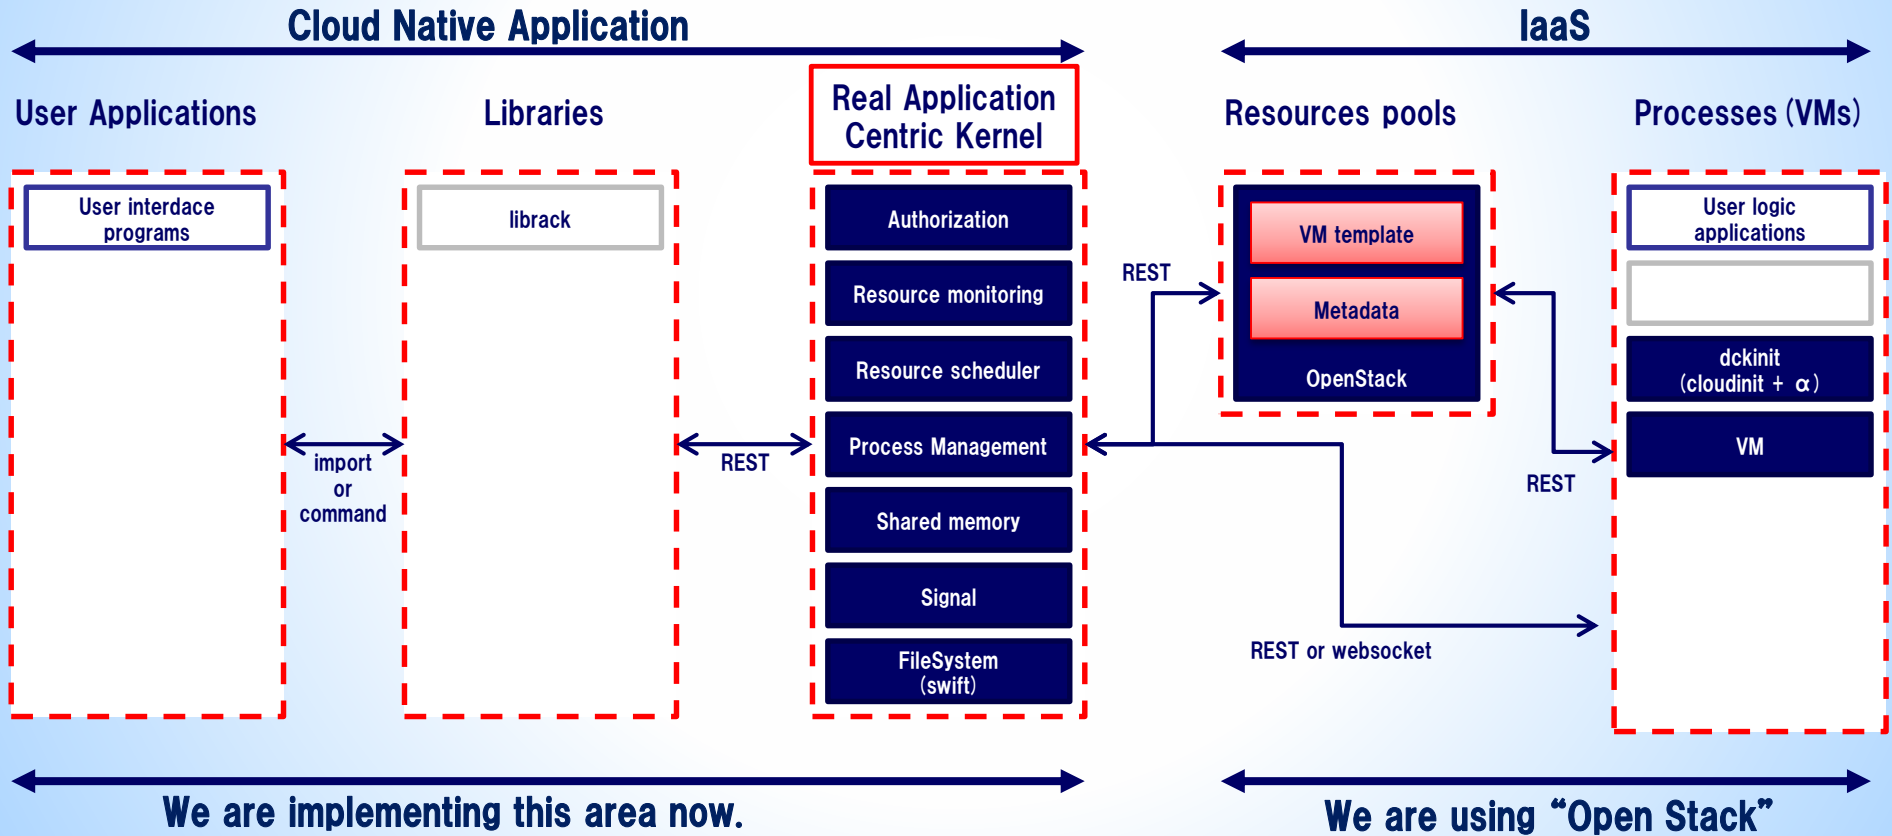 Cloud Native Application
IaaS
User Applications
Libraries
Real Application
Centric Kernel
Resources pools
Processes (VMs)
User interdace
programs
librack
Authorization
Resource monitoring
Resource scheduler
Process Management
Shared memory
Signal
FileSystem
(swift)
import
or
command
REST
REST
VM template
Metadata
OpenStack
REST
REST or websocket
User logic
applications
dckinit
(cloudinit + α)
VM
We are implementing this area now.
We are using “Open Stack”